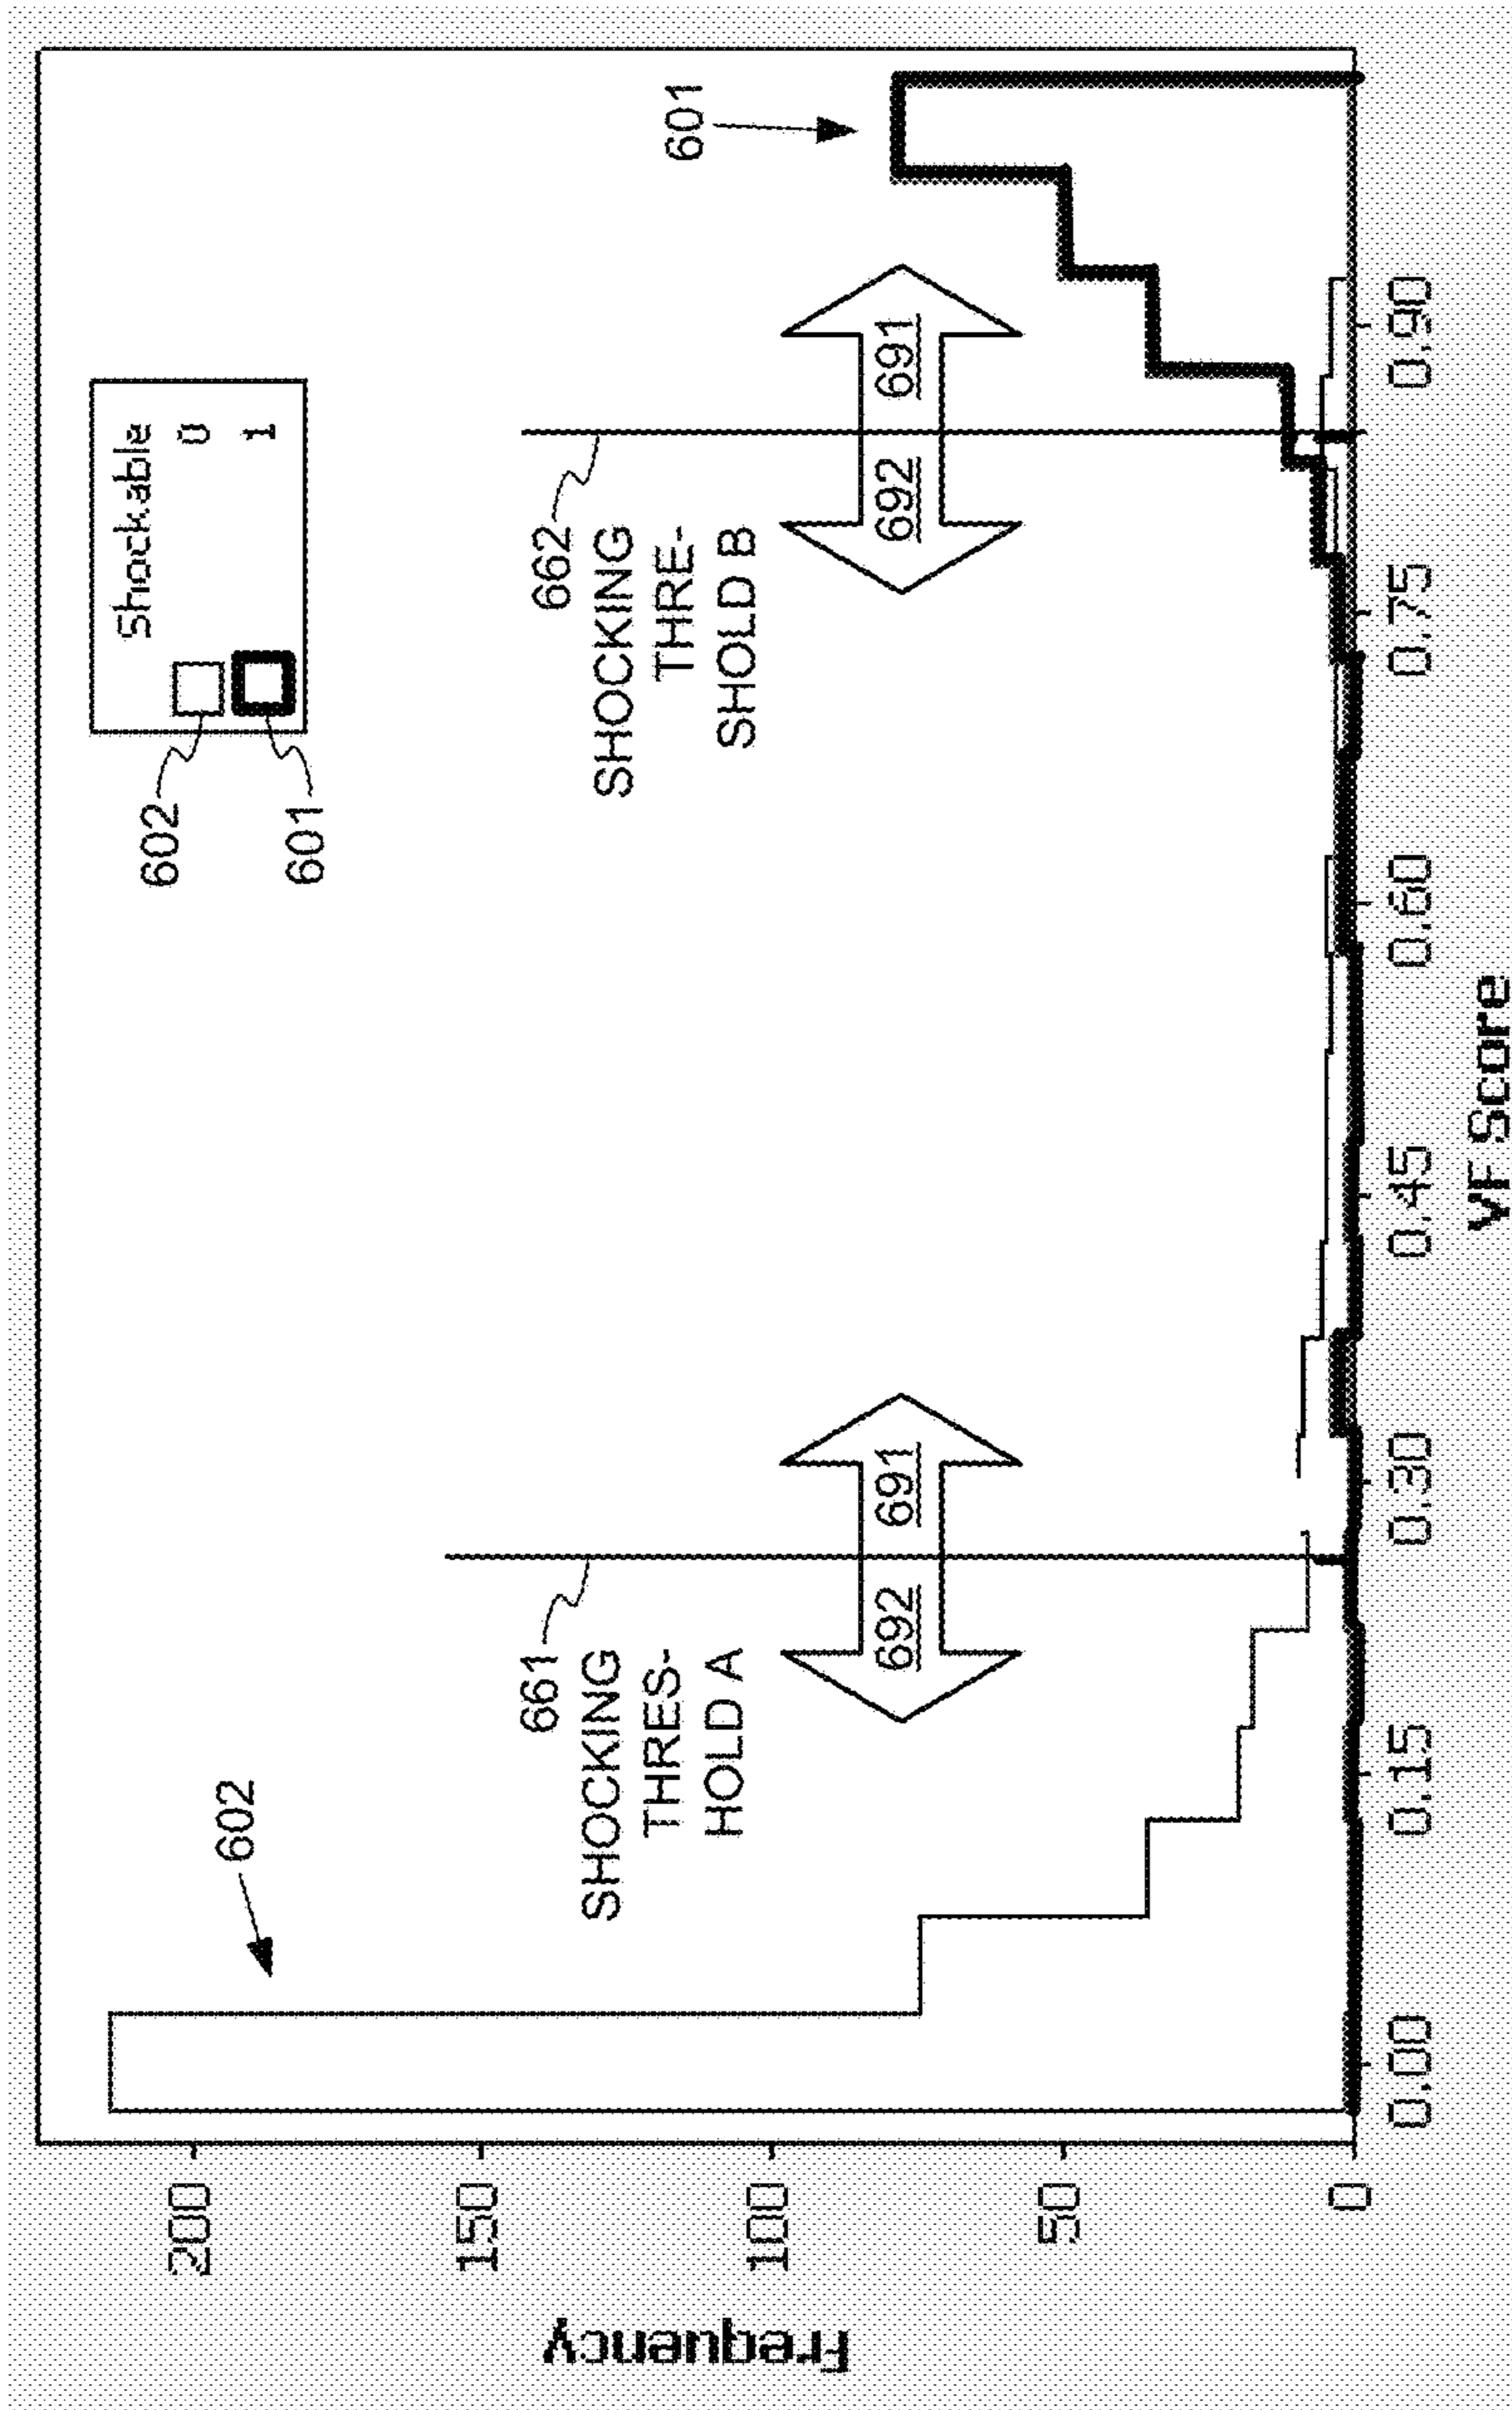 Frequency
200
150
100
50
0
0.00
0.15
0.30
0.45
0.60
0.75
0.90
VF Score
602
661
SHOCKING
THRES-
HOLD A
692
691
662
SHOCKING
THRE-
SHOLD B
692
691
Shockable
0
1
602
601
601